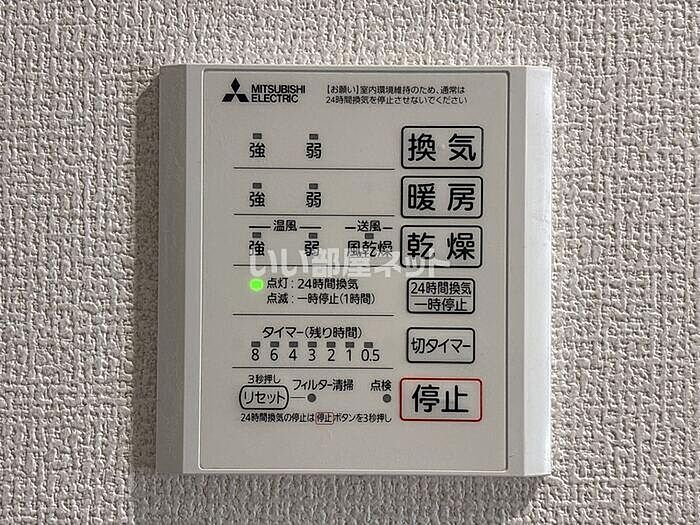 MITSUBISHI
ELECTRIC
【お願い】室内環境維持のため、通常は
24時間換気を停止させないでください
強 弱 換気
強 弱 暖房
温風 送風
強 弱 風乾燥 乾燥
いい部屋ネット
点灯:24時間換気
点滅:一時停止(1時間)
24時間換気
一時停止
タイマー(残り時間)
8 6 4 3 2 1 0.5
切タイマー
3秒押し
リセット フィルター清掃 点検
停止
24時間換気の停止は停止ボタンを3秒押し